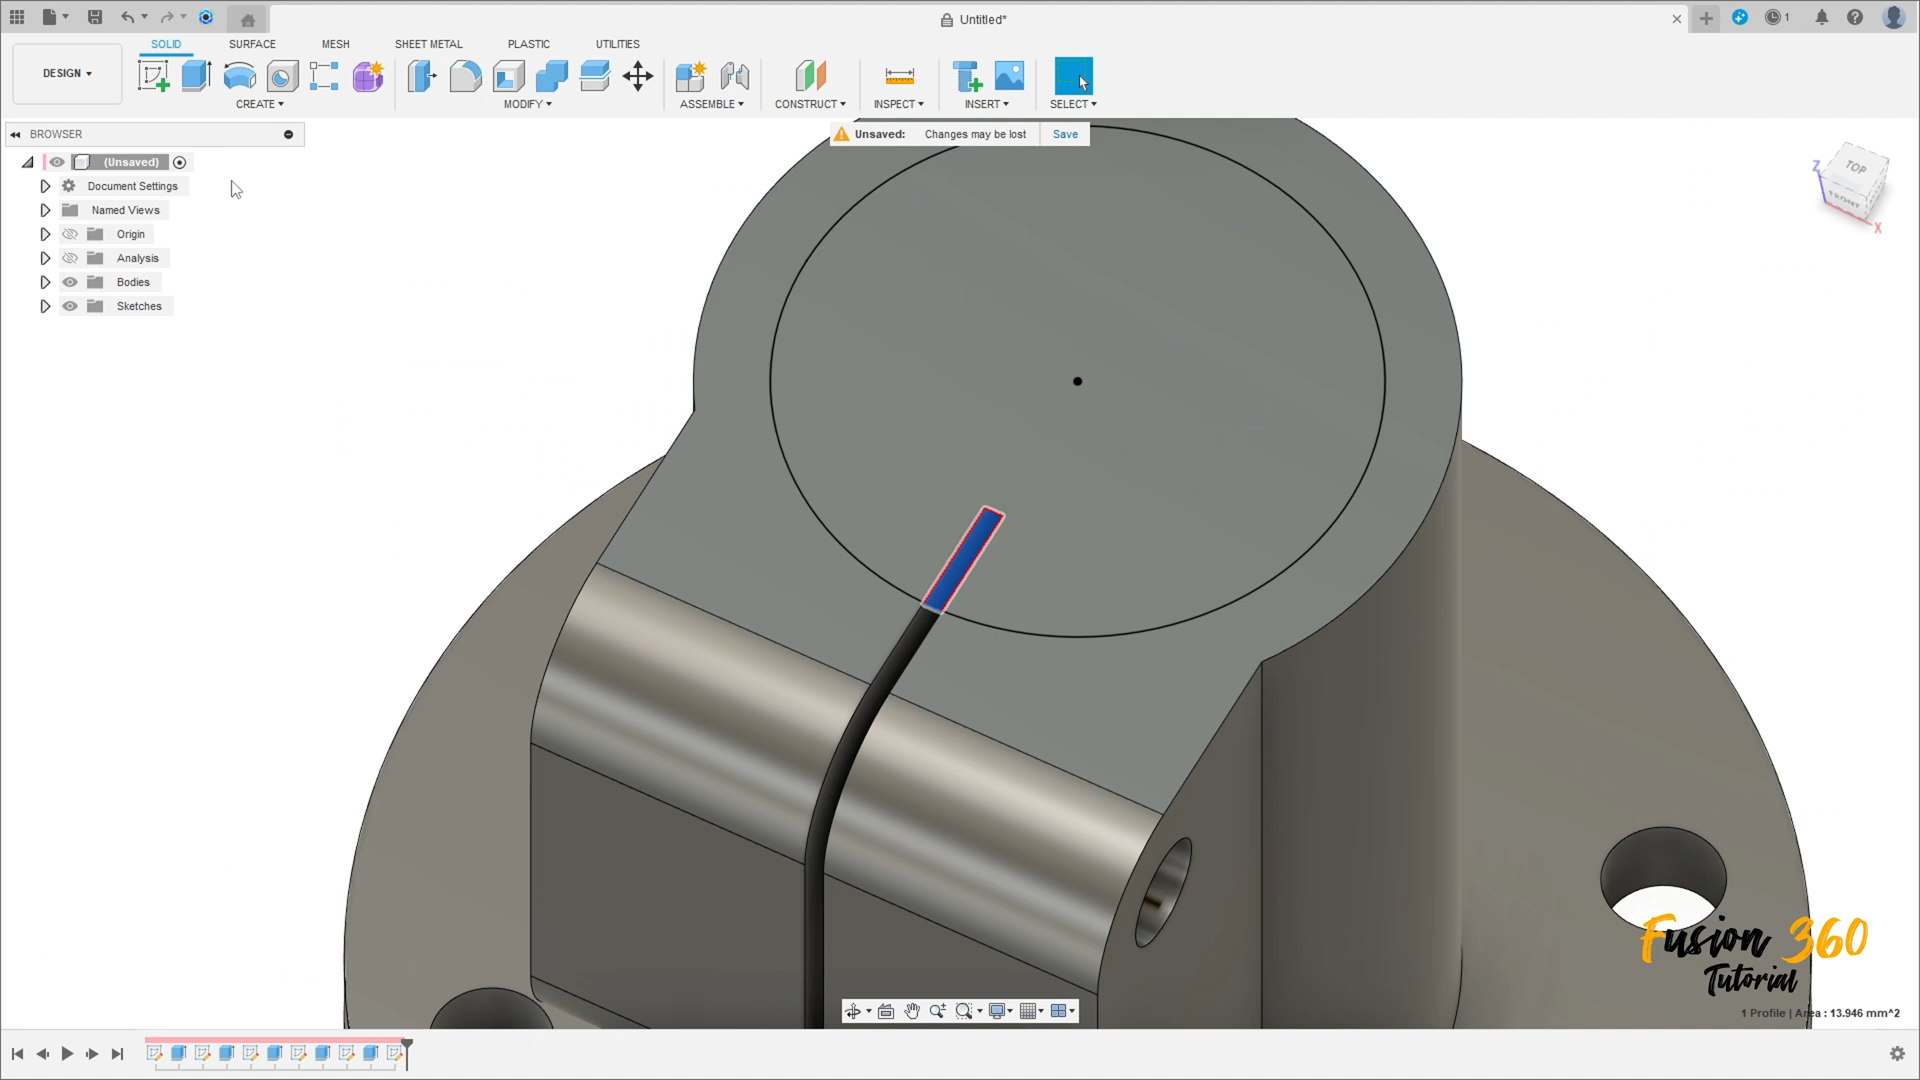 Untitled*
1
DESIGN
SOLID
SURFACE
MESH
SHEET METAL
PLASTIC
UTILITIES
CREATE
MODIFY
ASSEMBLE
CONSTRUCT
INSPECT
INSERT
SELECT
BROWSER
Unsaved: Changes may be lost Save
(Unsaved)
Document Settings
Named Views
Origin
Analysis
Bodies
Sketches
TOP
FRONT
Z
X
Fusion 360
Tutorial
1 Profile | Area : 13.946 mm^2